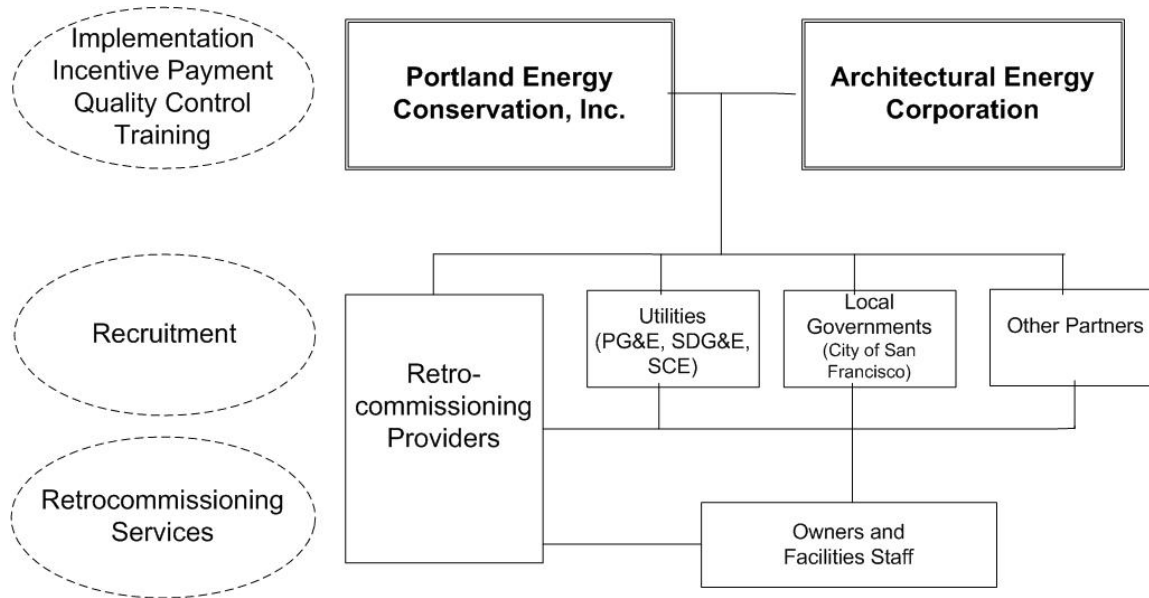 Implementation
Incentive Payment
Quality Control
Training
Portland Energy
Conservation, Inc.
Architectural Energy
Corporation
Recruitment
Retro-
commissioning
Providers
Utilities
(PG&E, SDG&E,
SCE)
Local
Governments
(City of San
Francisco)
Other Partners
Retrocommissioning
Services
Owners and
Facilities Staff